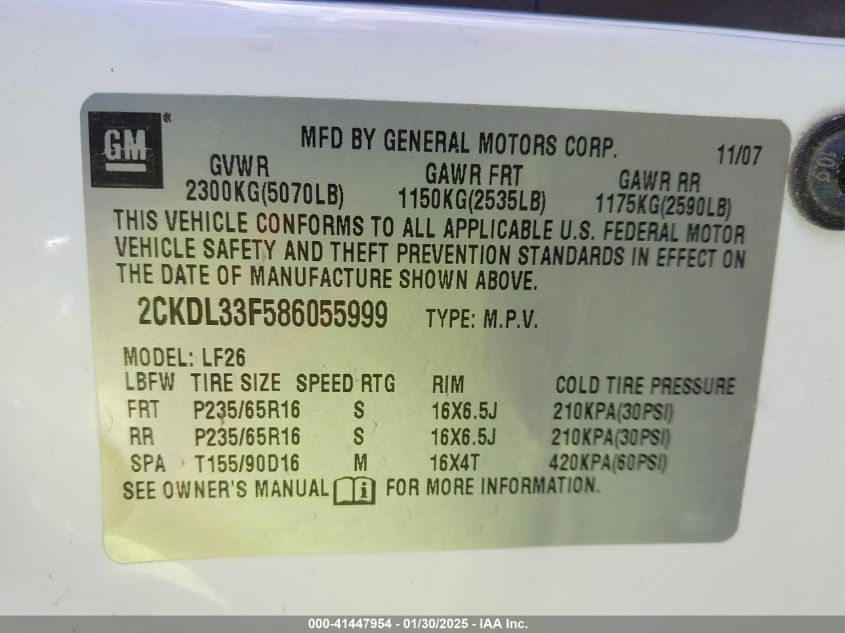 GM®
MFD BY GENERAL MOTORS CORP. 11/07
GVWR GAWR FRT GAWR RR
2300KG(5070LB) 1150KG(2535LB) 1175KG(2590LB)
THIS VEHICLE CONFORMS TO ALL APPLICABLE U.S. FEDERAL MOTOR
VEHICLE SAFETY AND THEFT PREVENTION STANDARDS IN EFFECT ON
THE DATE OF MANUFACTURE SHOWN ABOVE.
2CKDL33F586055999 TYPE: M.P.V.
MODEL: LF26
LBFW TIRE SIZE SPEED RTG RIM COLD TIRE PRESSURE
FRT P235/65R16 S 16X6.5J 210KPA(30PSI)
RR P235/65R16 S 16X6.5J 210KPA(30PSI)
SPA T155/90D16 M 16X4T 420KPA(60PSI)
SEE OWNER'S MANUAL i FOR MORE INFORMATION.
000-41447954 - 01/30/2025 - IAA Inc.